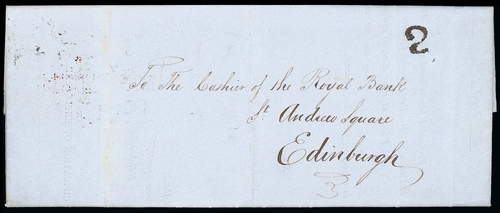 2
To The Cashier of the Royal Bank
St Andrew Square
Edinburgh